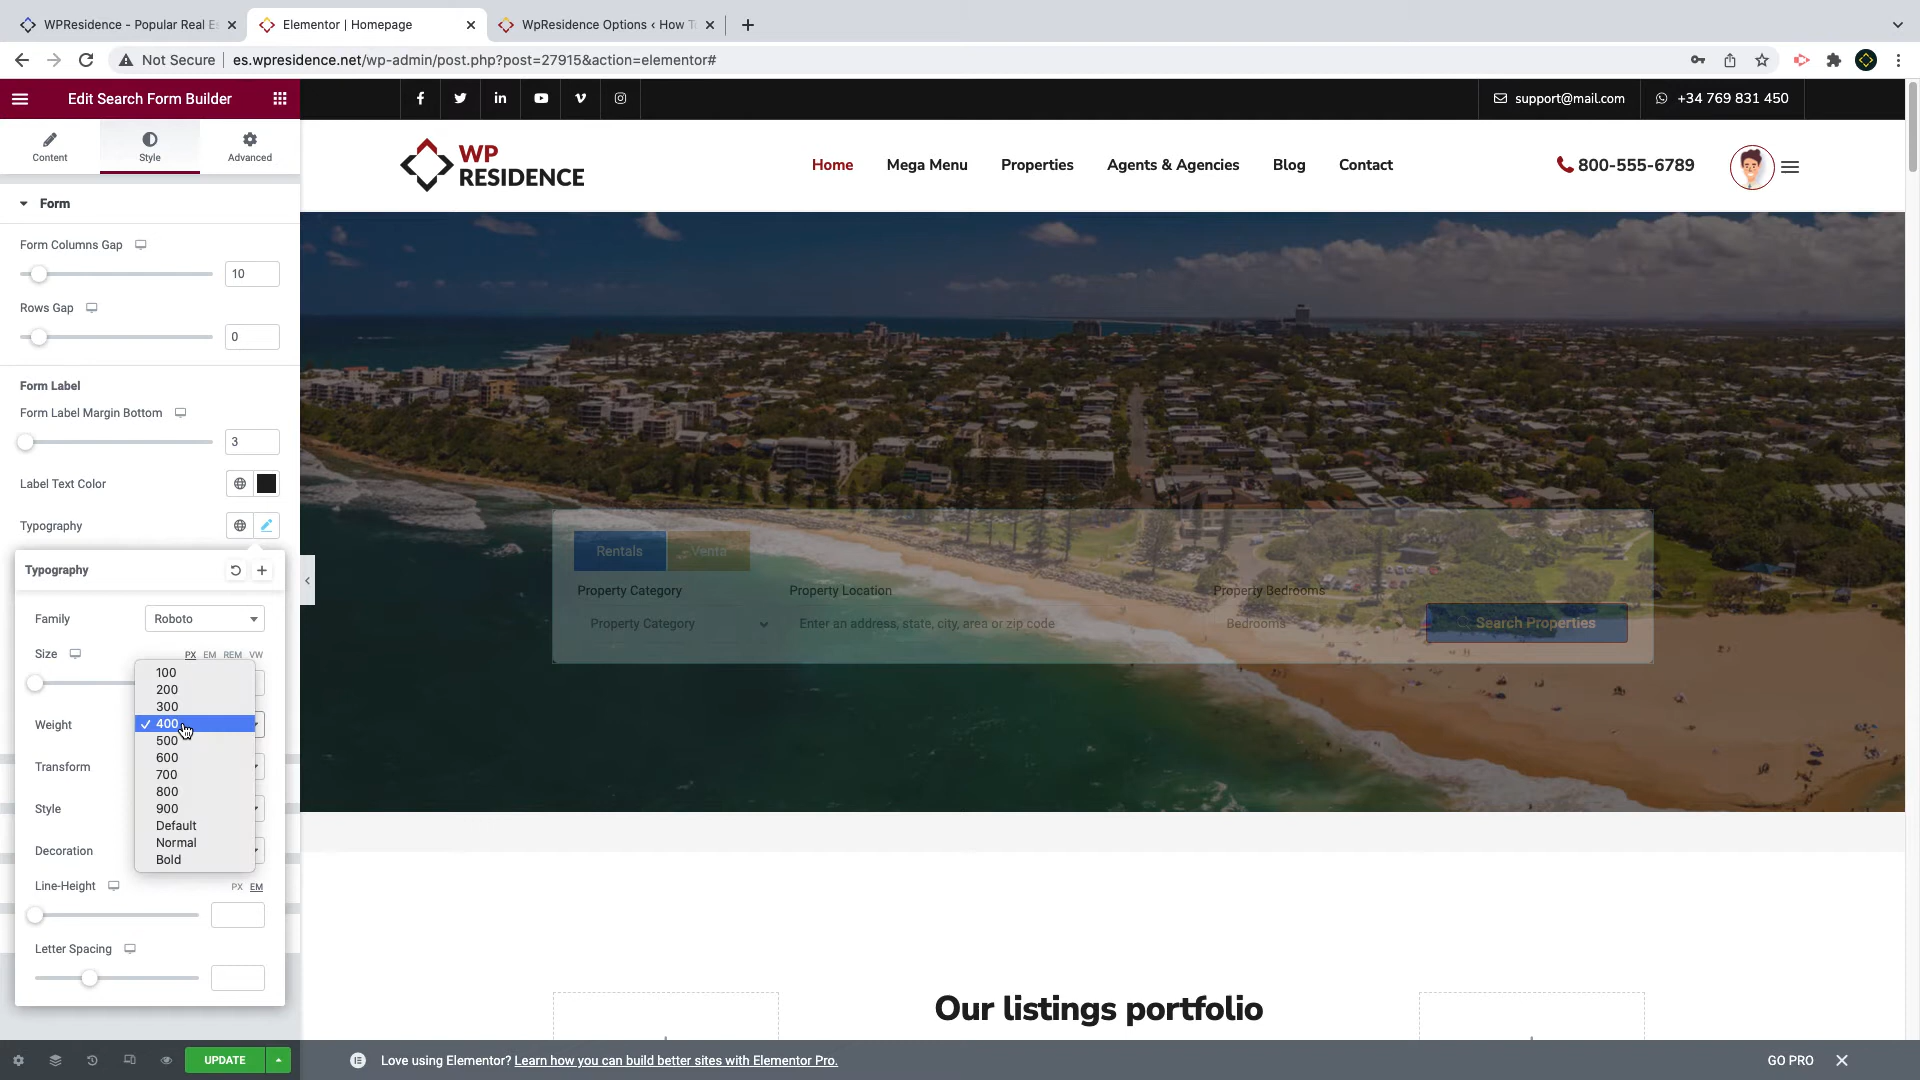 WPResidence - Popular Real Es
Elementor | Homepage
WpResidence Options ‹ How To
Not Secure
es.wpresidence.net/wp-admin/post.php?post=27915&action=elementor#
Edit Search Form Builder
support@mail.com
+34 769 831 450
Content
Style
Advanced
WP
RESIDENCE
Home
Mega Menu
Properties
Agents & Agencies
Blog
Contact
800-555-6789
Form
Form Columns Gap
10
Rows Gap
0
Form Label
Form Label Margin Bottom
3
Label Text Color
Typography
Typography
Family
Roboto
Size
PX EM REM VW
100
200
300
Weight
400
500
600
Transform
700
800
Style
900
Default
Normal
Decoration
Bold
Line-Height
PX EM
Letter Spacing
Rentals
Venta
Property Category
Property Location
Property Bedrooms
Property Category
Enter an address, state, city, area or zip code
Bedrooms
Search Properties
Our listings portfolio
UPDATE
Love using Elementor? Learn how you can build better sites with Elementor Pro.
GO PRO